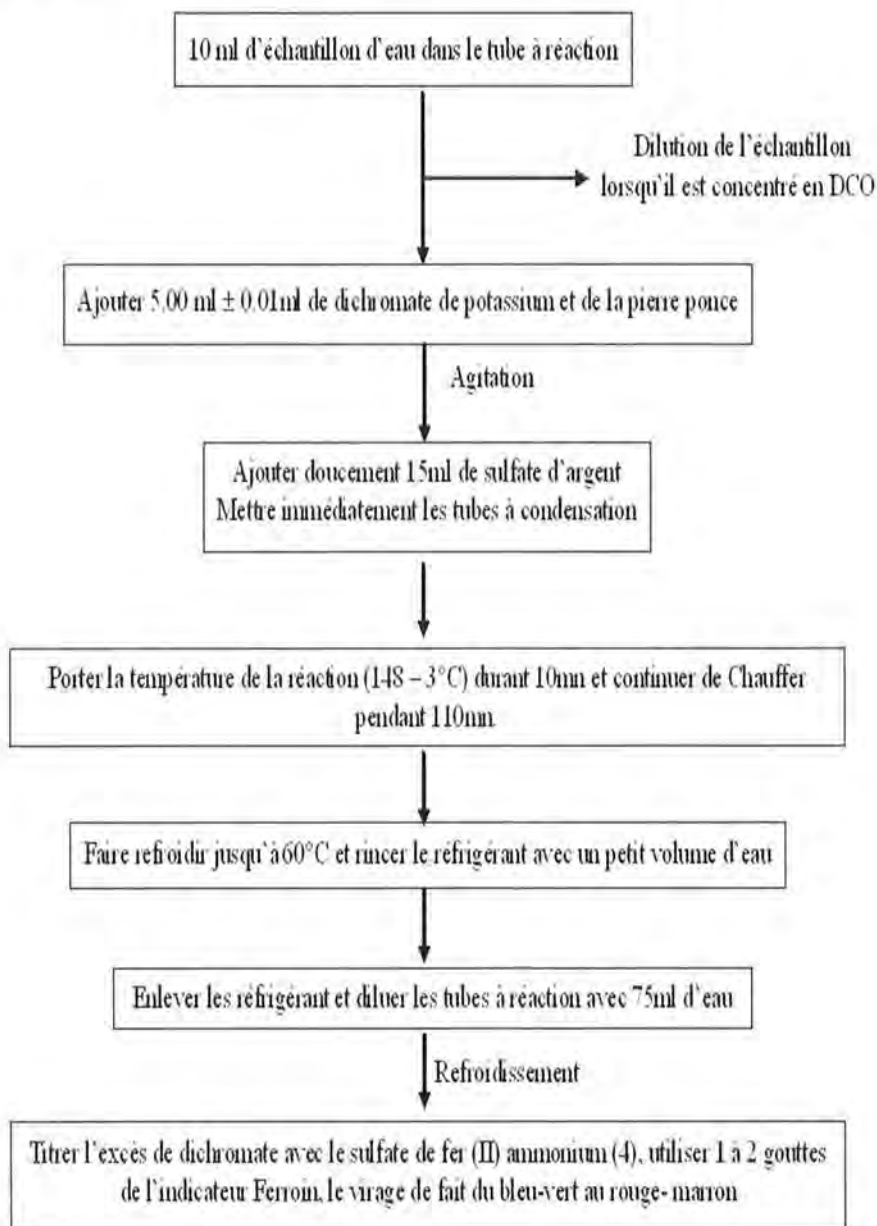 10 ml d'échantillon d'eau dans le tube à réaction
Dilution de l'échantillon
lorsqu'il est concentré en DCO
Ajouter 5,00 ml ± 0,01ml de dichromate de potassium et de la pierre ponce
Agitation
Ajouter doucement 15ml de sulfate d'argent
Mettre immédiatement les tubes à condensation
Porter la température de la réaction (148 – 3°C) durant 10mn et continuer de Chauffer
pendant 110mn
Faire refroidir jusqu'à 60°C et rincer le réfrigérant avec un petit volume d'eau
Enlever les réfrigérant et diluer les tubes à réaction avec 75ml d'eau
Refroidissement
Titrer l'excès de dichromate avec le sulfate de fer (II) ammonium (4), utiliser 1 à 2 gouttes
de l'indicateur Ferroin, le virage de fait du bleu-vert au rouge- marron